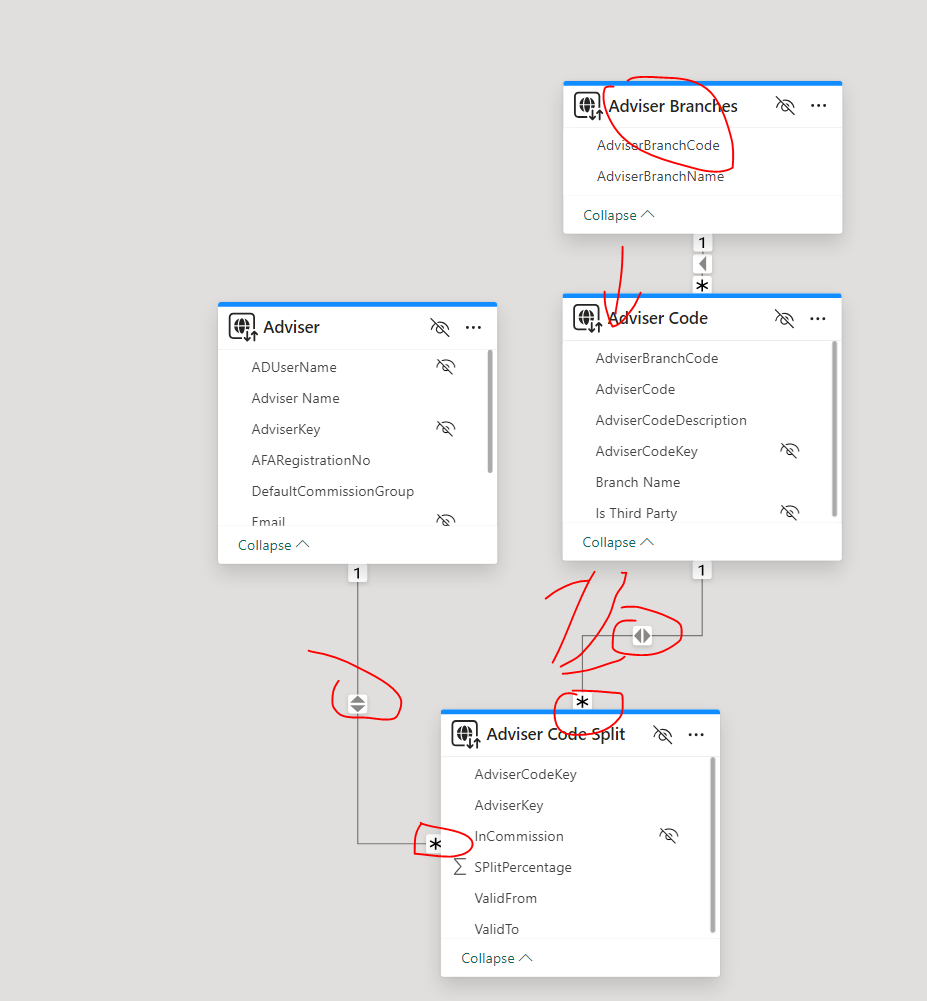 Adviser Branches
AdviserBranchCode
AdviserBranchName
Collapse
1
*
Adviser Code
AdviserBranchCode
AdviserCode
AdviserCodeDescription
AdviserCodeKey
Branch Name
Is Third Party
Collapse
1
Adviser
ADUserName
Adviser Name
AdviserKey
AFARegistrationNo
DefaultCommissionGroup
Email
Collapse
1
*
*
Adviser Code Split
AdviserCodeKey
AdviserKey
InCommission
SPlitPercentage
ValidFrom
ValidTo
Collapse